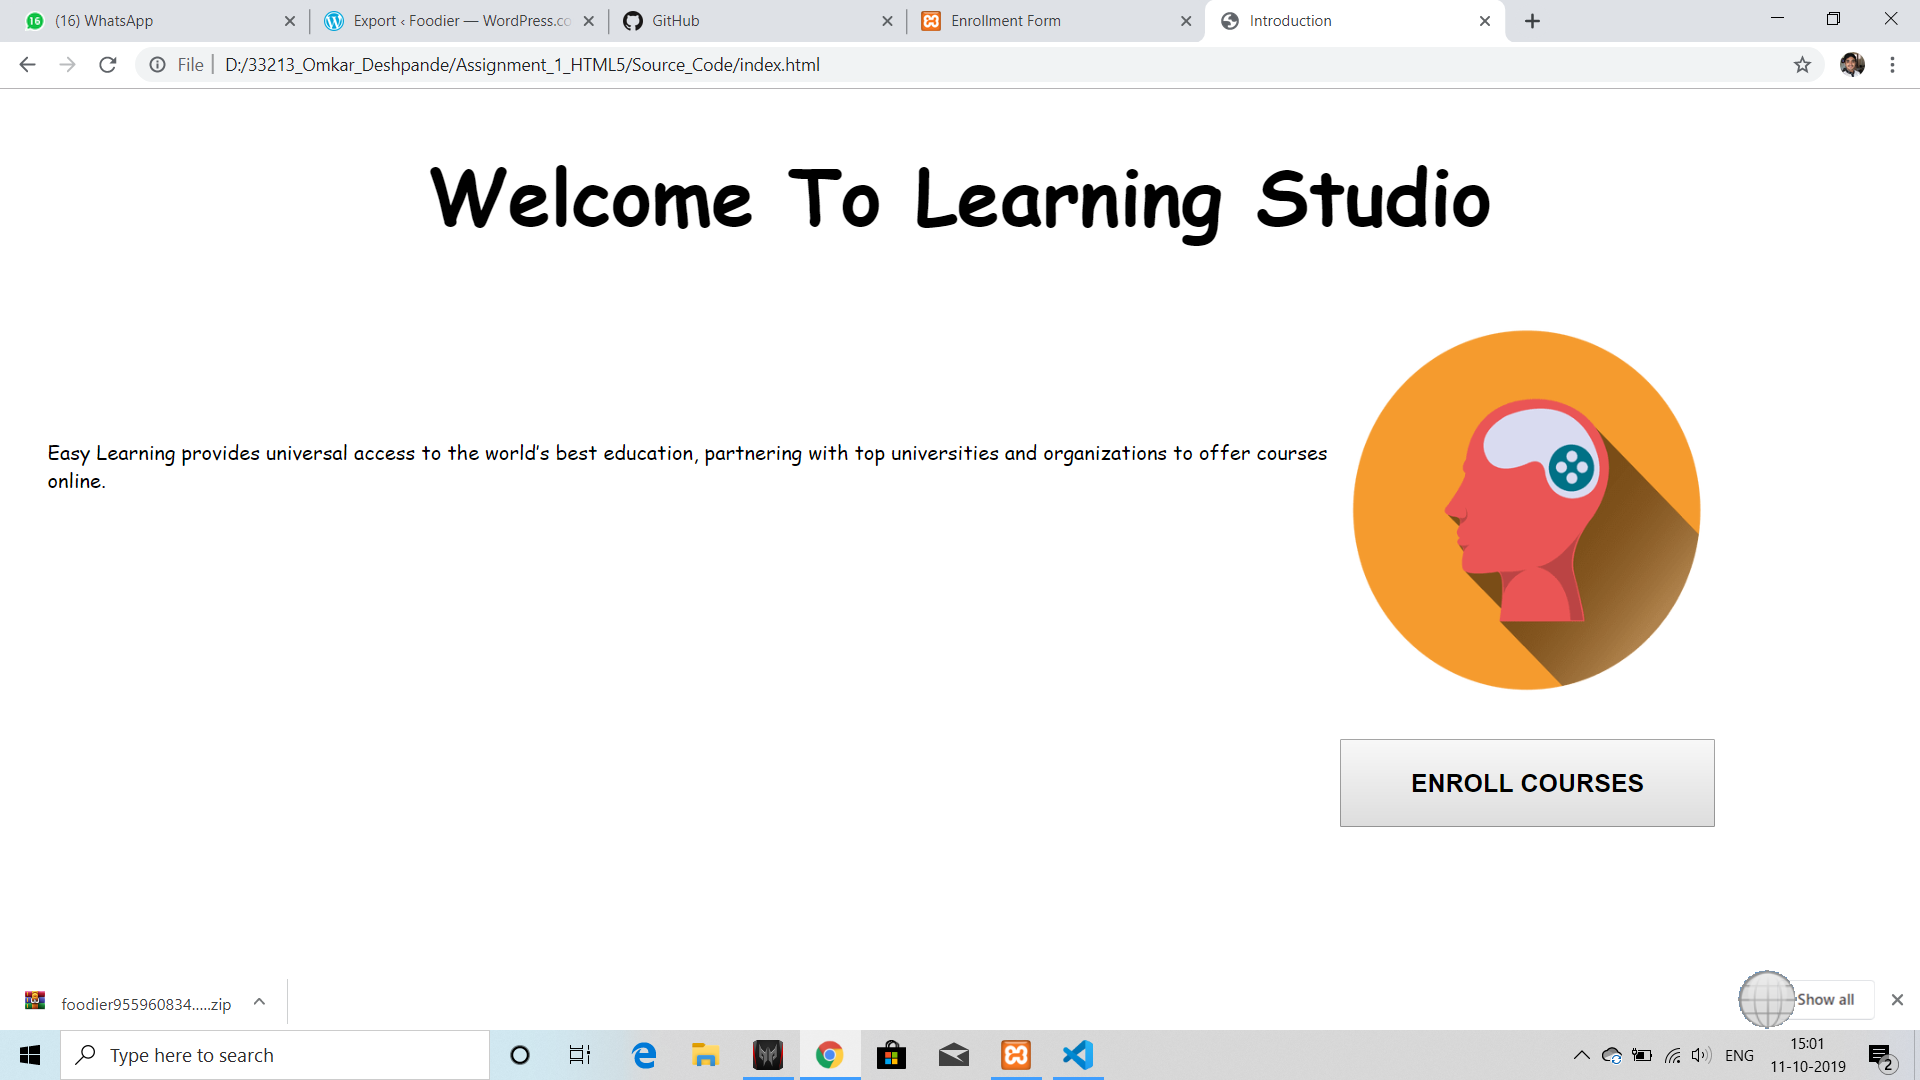 16 (16) WhatsApp
Export ‹ Foodier — WordPress.co
GitHub
Enrollment Form
Introduction
File D:/33213_Omkar_Deshpande/Assignment_1_HTML5/Source_Code/index.html
Welcome To Learning Studio
Easy Learning provides universal access to the world's best education, partnering with top universities and organizations to offer courses
online.
ENROLL COURSES
foodier955960834.....zip
Show all
Type here to search
ENG
15:01
11-10-2019
2